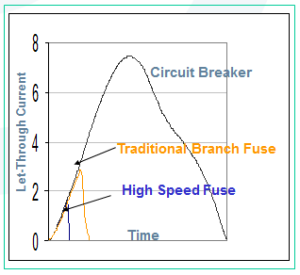 8
Circuit Breaker
6
Let-Through Current
4
Traditional Branch Fuse
High Speed Fuse
2
Time
0